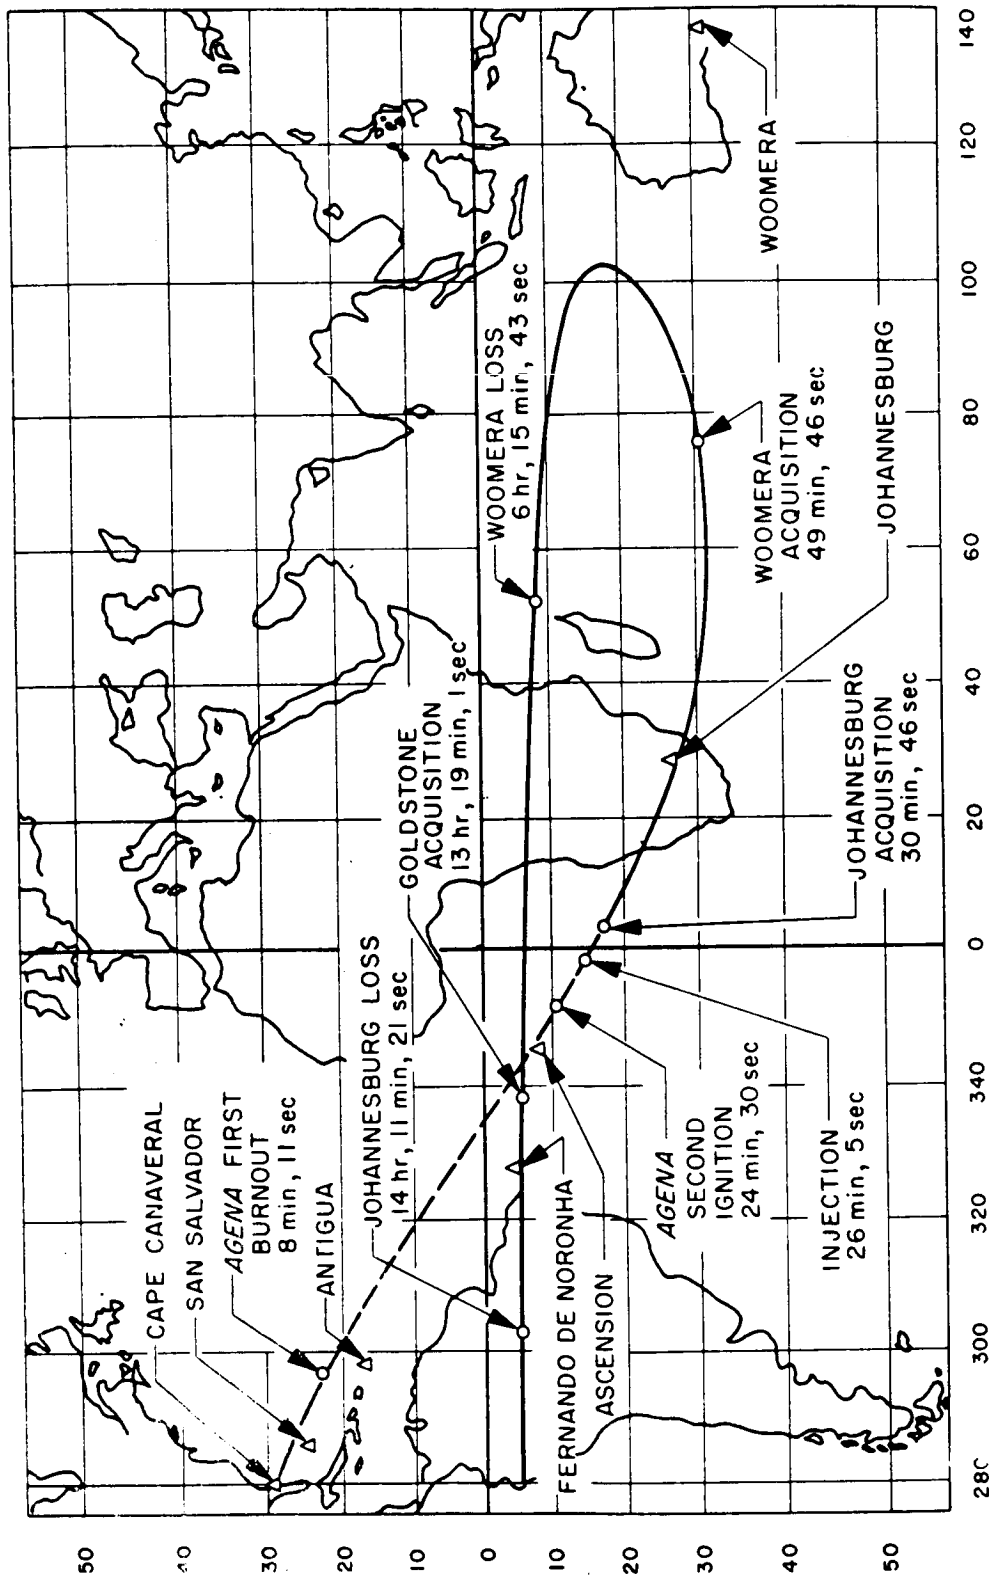 CAPE CANAVERAL
SAN SALVADOR
AGENA FIRST
BURNOUT
8 min, 11 sec
ANTIGUA
JOHANNESBURG LOSS
14 hr, 11 min, 21 sec
GOLDSTONE
ACQUISITION
13 hr, 19 min, 1 sec
WOOMERA LOSS
6 hr, 15 min, 43 sec
FERNANDO DE NORONHA
ASCENSION
AGENA
SECOND
IGNITION
24 min, 30 sec
INJECTION
26 min, 5 sec
JOHANNESBURG
ACQUISITION
30 min, 46 sec
JOHANNESBURG
WOOMERA
ACQUISITION
49 min, 46 sec
WOOMERA
50
40
30
20
10
0
10
20
30
40
50
280
300
320
340
0
20
40
60
80
100
120
140